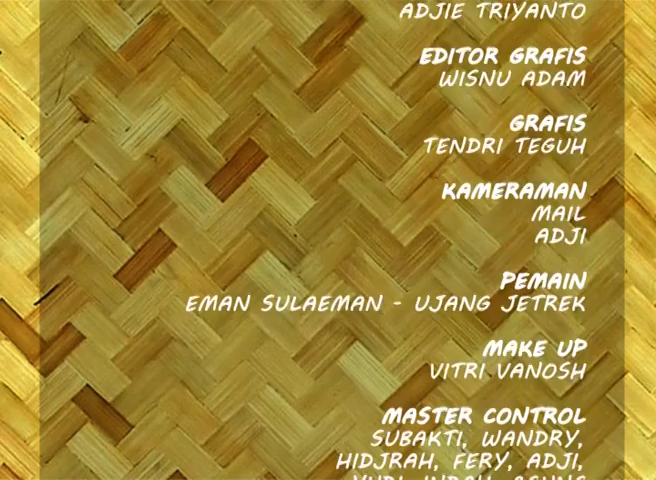 ADJIE TRIYANTO
EDITOR GRAFIS
WISNU ADAM
GRAFIS
TENDRI TEGUH
KAMERAMAN
MAIL
ADJI
PEMAIN
EMAN SULAEMAN - UJANG JETREK
MAKE UP
VITRI VANOSH
MASTER CONTROL
SUBAKTI, WANDRY,
HIDJRAH, FERY, ADJI,